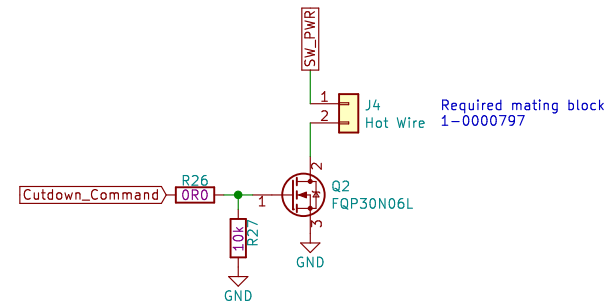 SW_PWR
1
2
J4
Hot Wire
Required mating block
1-0000797
Cutdown_Command
R26
0R0
1
2
Q2
FQP30N06L
3
10k
R27
GND
GND